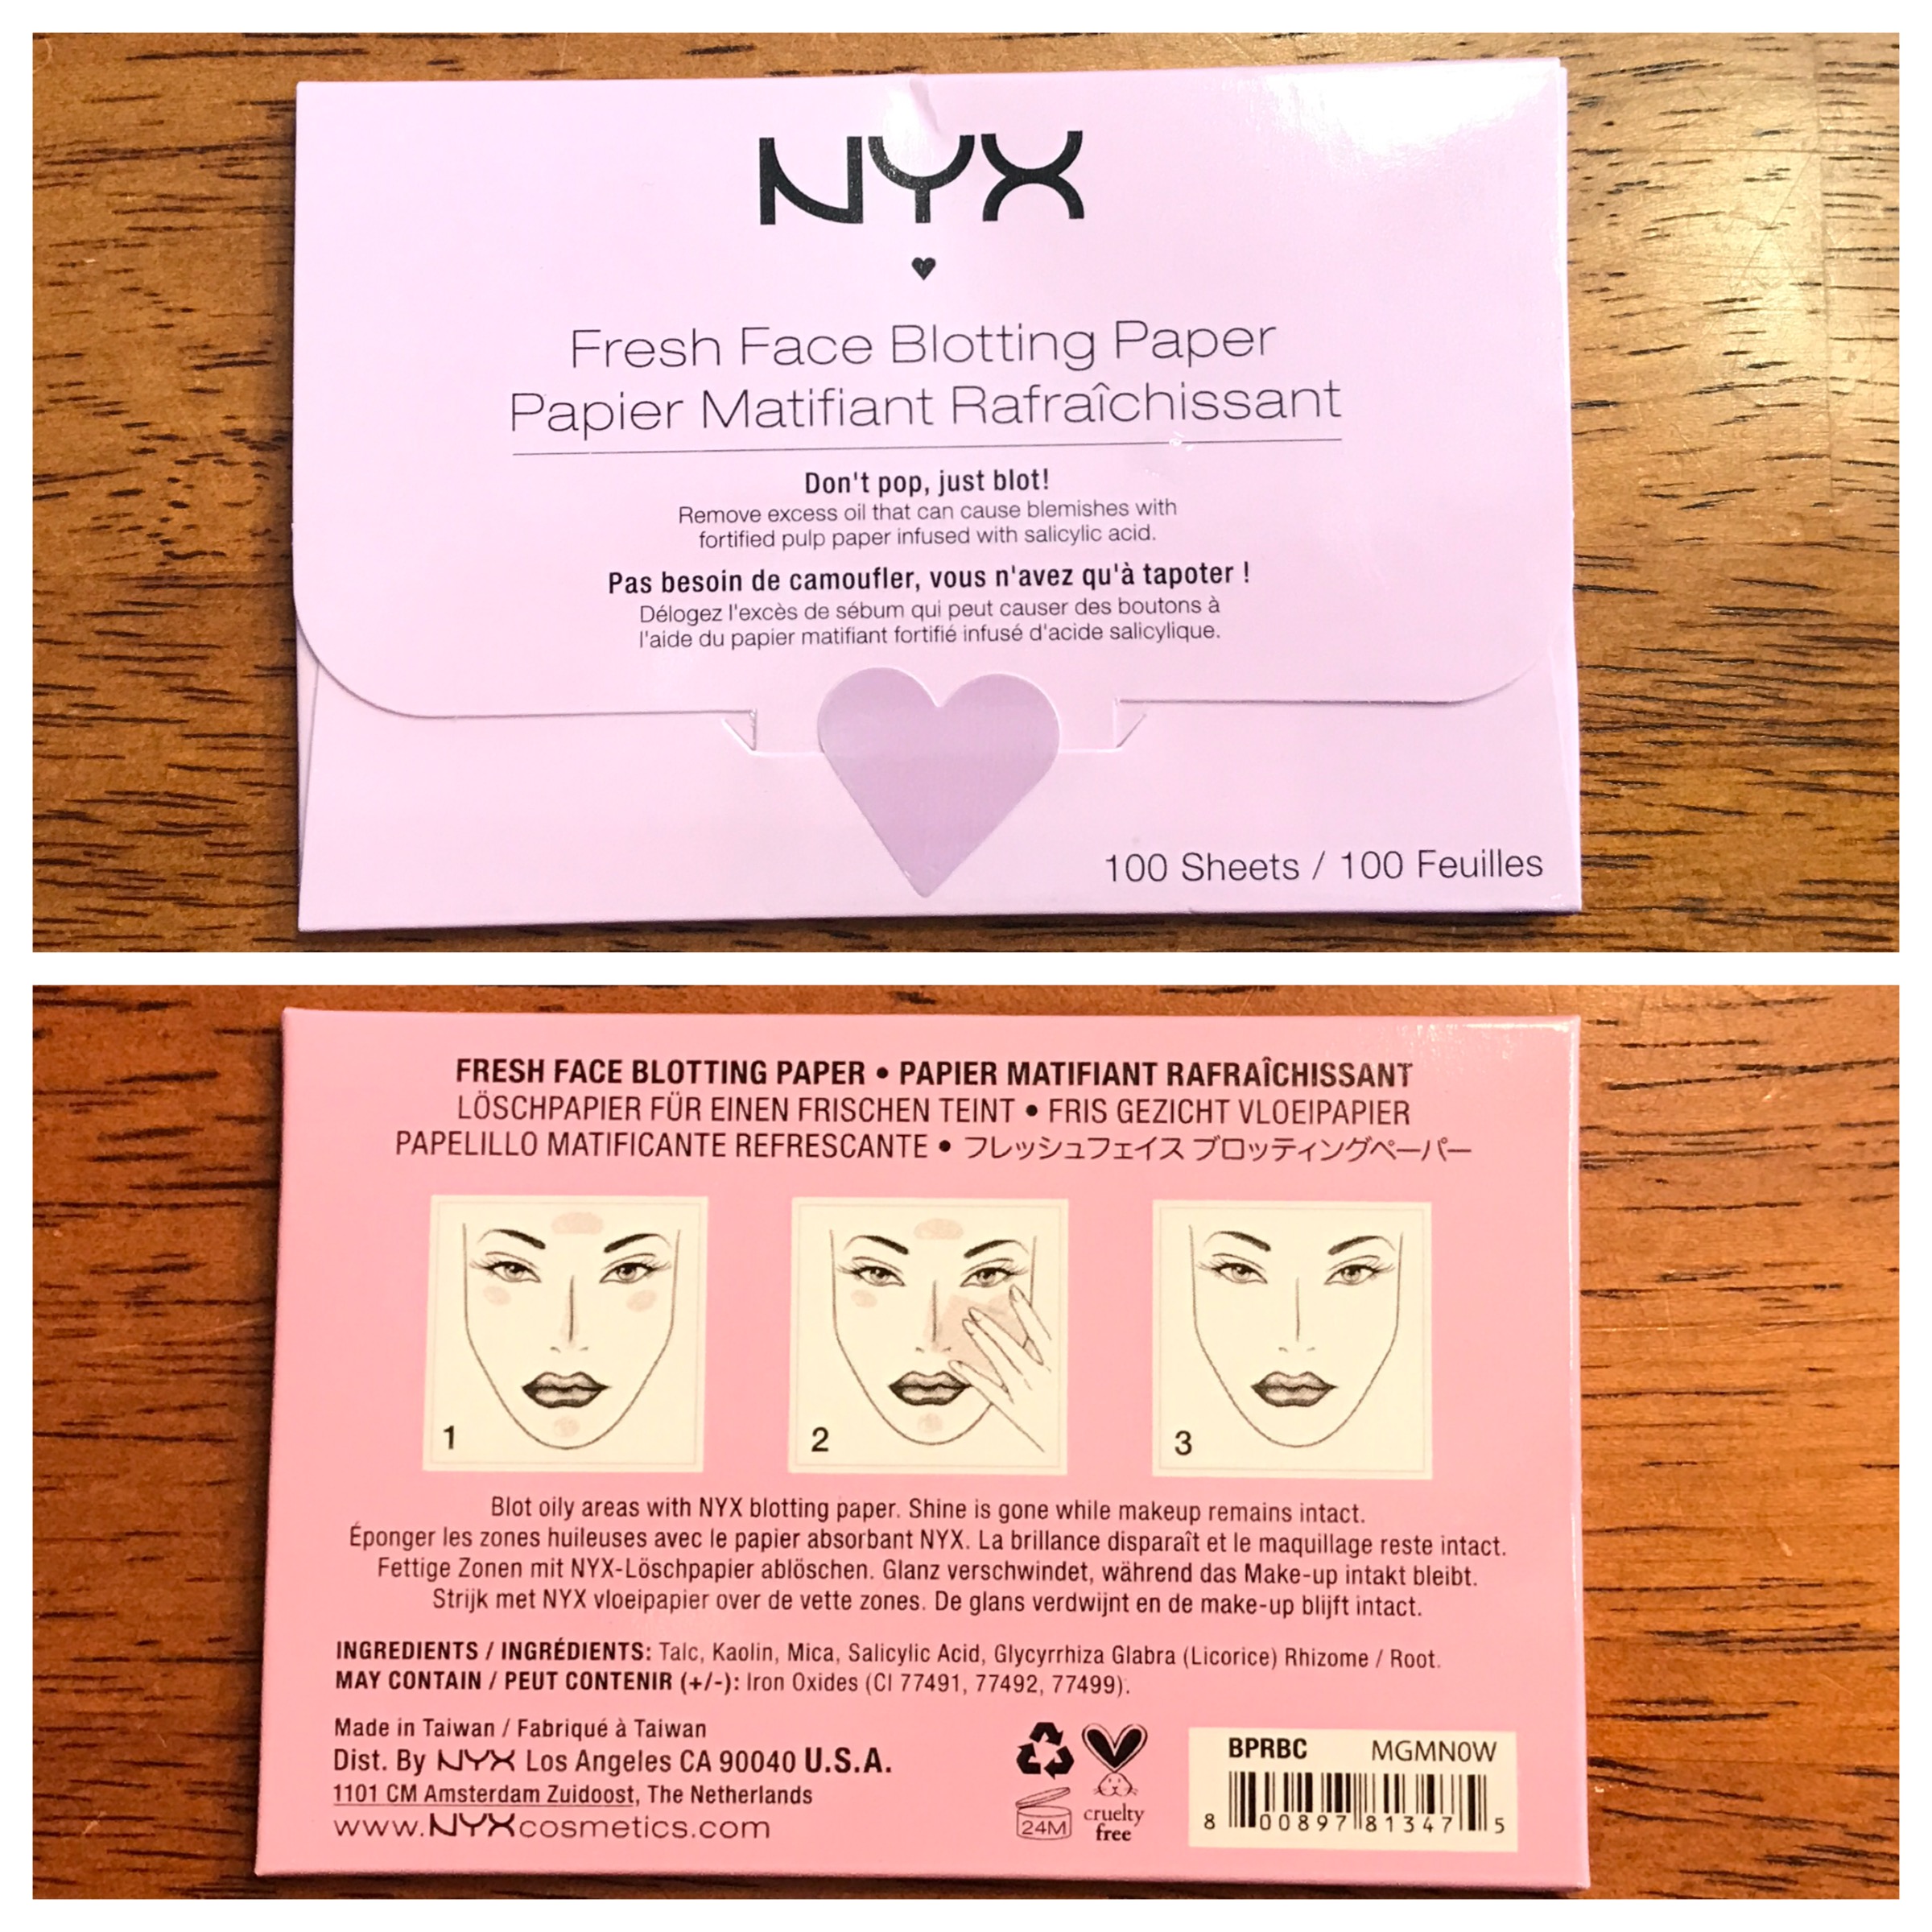 NYX
Fresh Face Blotting Paper
Papier Matifiant Rafraîchissant
Don't pop, just blot!
Remove excess oil that can cause blemishes with
fortified pulp paper infused with salicylic acid.
Pas besoin de camoufler, vous n'avez qu'à tapoter !
Délogez l'excès de sébum qui peut causer des boutons à
l'aide du papier matifiant fortifié infusé d'acide salicylique.
100 Sheets / 100 Feuilles
FRESH FACE BLOTTING PAPER • PAPIER MATIFIANT RAFRAÎCHISSANT
LÖSCHPAPIER FÜR EINEN FRISCHEN TEINT • FRIS GEZICHT VLOEIPAPIER
PAPELILLO MATIFICANTE REFRESCANTE • フレッシュフェイス ブロッティングペーパー
1
2
3
Blot oily areas with NYX blotting paper. Shine is gone while makeup remains intact.
Éponger les zones huileuses avec le papier absorbant NYX. La brillance disparaît et le maquillage reste intact.
Fettige Zonen mit NYX-Löschpapier ablöschen. Glanz verschwindet, während das Make-up intakt bleibt.
Strijk met NYX vloeipapier over de vette zones. De glans verdwijnt en de make-up blijft intact.
INGREDIENTS / INGRÉDIENTS: Talc, Kaolin, Mica, Salicylic Acid, Glycyrrhiza Glabra (Licorice) Rhizome / Root.
MAY CONTAIN / PEUT CONTENIR (+/-): Iron Oxides (CI 77491, 77492, 77499).
Made in Taiwan / Fabriqué à Taiwan
Dist. By NYX Los Angeles CA 90040 U.S.A.
1101 CM Amsterdam Zuidoost, The Netherlands
www.NYXcosmetics.com
24M
cruelty
free
BPRBC MGMN0W
8 00897 81347 5